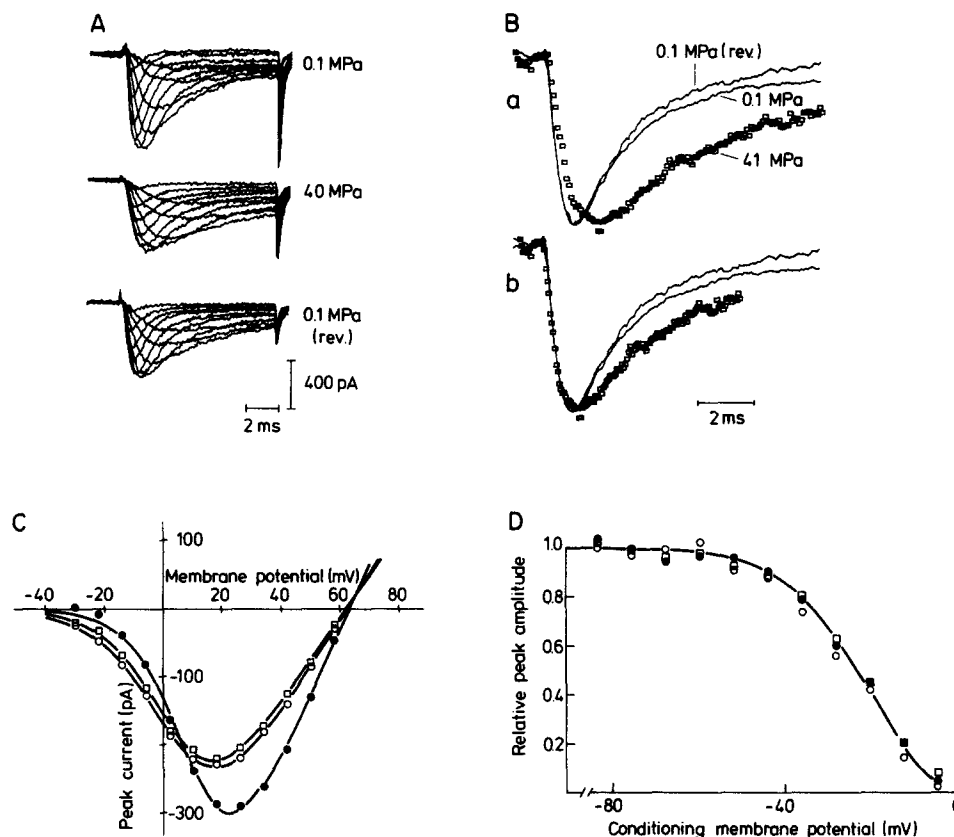 A
0.1 MPa
40 MPa
0.1 MPa
(rev.)
400 pA
2 ms
B
0.1 MPa (rev.)
0.1 MPa
a
41 MPa
b
2 ms
C
100
Membrane potential (mV)
-40 -20 0 20 40 60 80
-100
-300
Peak current (pA)
D
1.0
0.8
0.6
0.4
0.2
Relative peak amplitude
-80 -40 0
Conditioning membrane potential (mV)